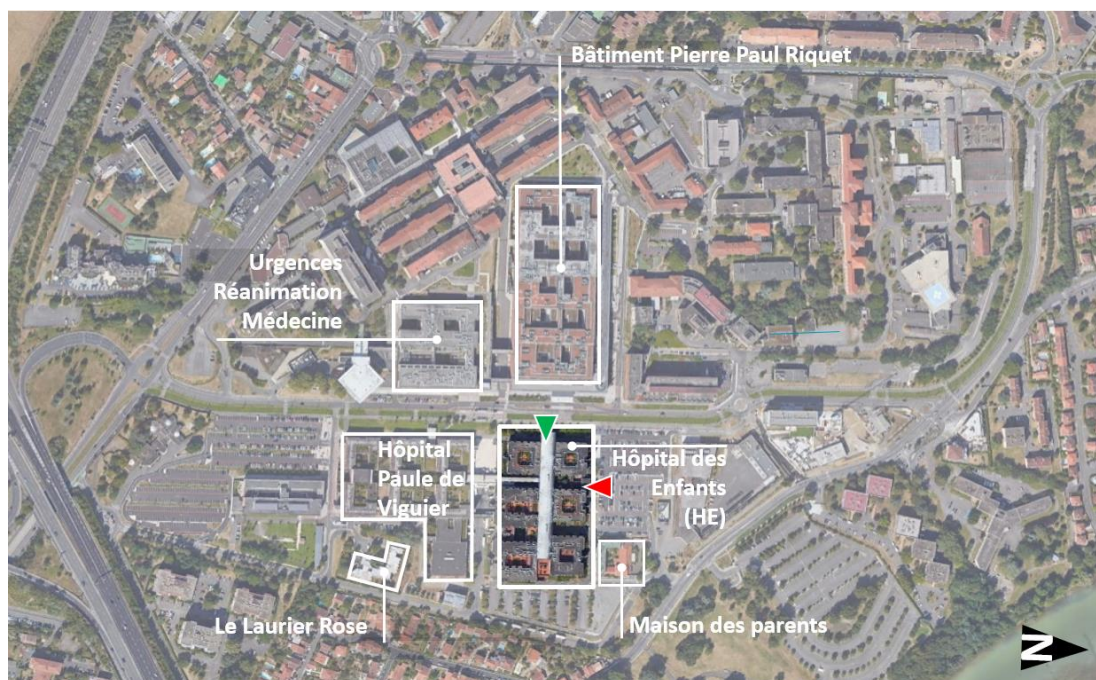 Bâtiment Pierre Paul Riquet
Urgences
Réanimation
Médecine
Hôpital
Paule de
Viguier
Hôpital des
Enfants
(HE)
Le Laurier Rose
Maison des parents
N